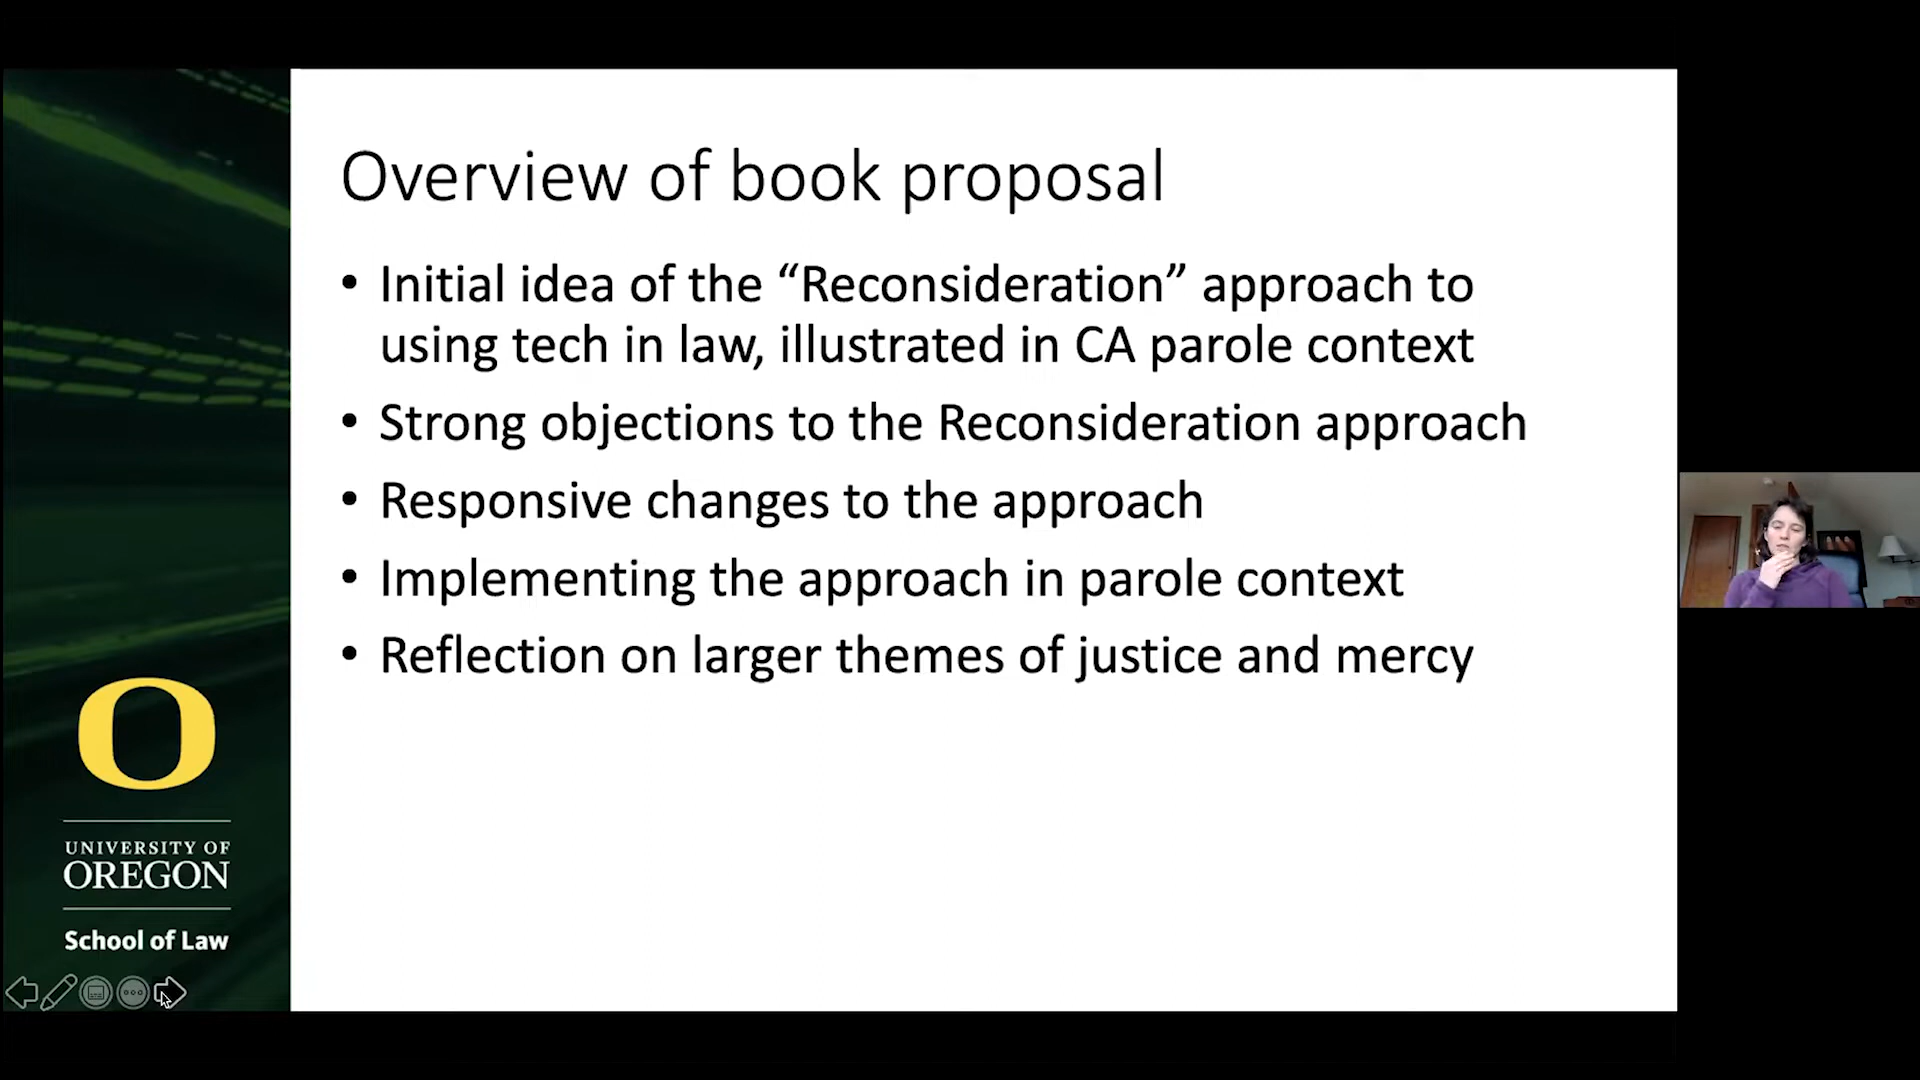 Overview of book proposal
• Initial idea of the “Reconsideration” approach to
using tech in law, illustrated in CA parole context
• Strong objections to the Reconsideration approach
• Responsive changes to the approach
• Implementing the approach in parole context
• Reflection on larger themes of justice and mercy
O
UNIVERSITY OF
OREGON
School of Law